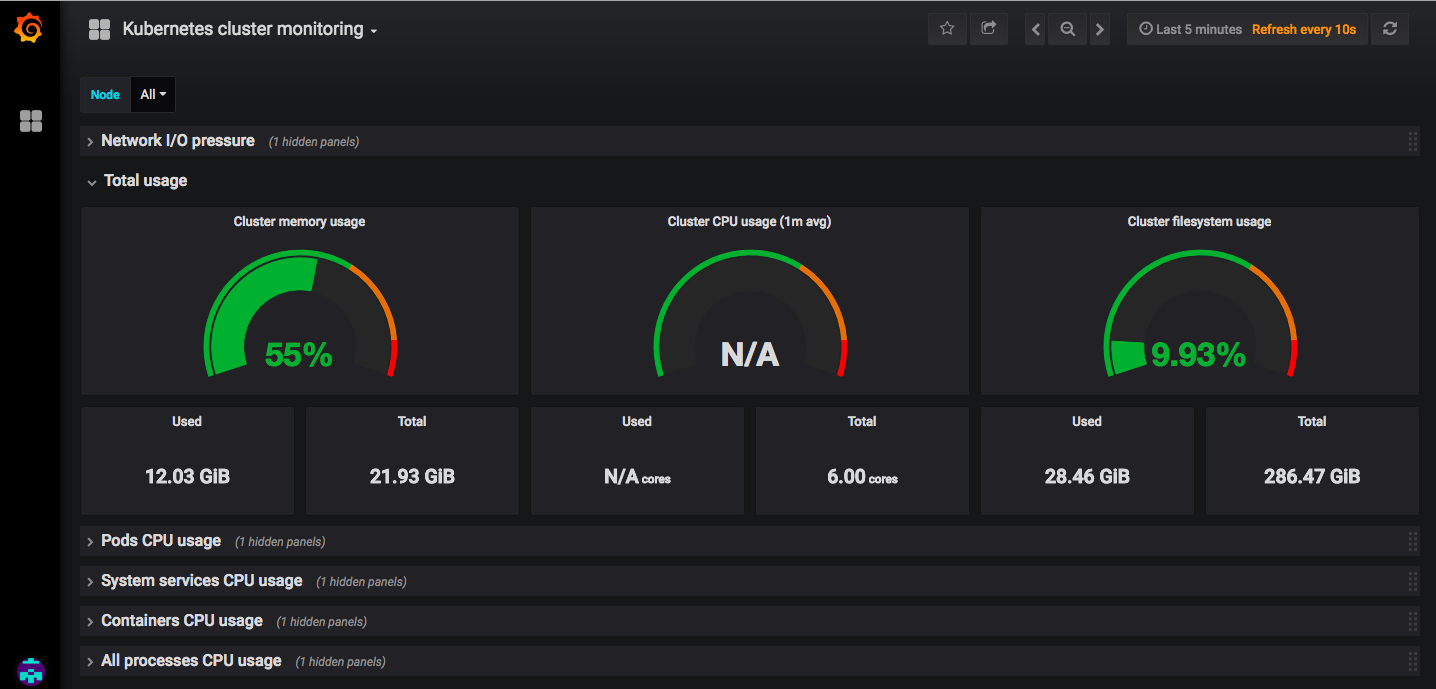 Kubernetes cluster monitoring
Last 5 minutes Refresh every 10s
Node All
Network I/O pressure (1 hidden panels)
Total usage
Cluster memory usage
55%
Cluster CPU usage (1m avg)
N/A
Cluster filesystem usage
9.93%
Used
12.03 GiB
Total
21.93 GiB
Used
N/A cores
Total
6.00 cores
Used
28.46 GiB
Total
286.47 GiB
Pods CPU usage (1 hidden panels)
System services CPU usage (1 hidden panels)
Containers CPU usage (1 hidden panels)
All processes CPU usage (1 hidden panels)